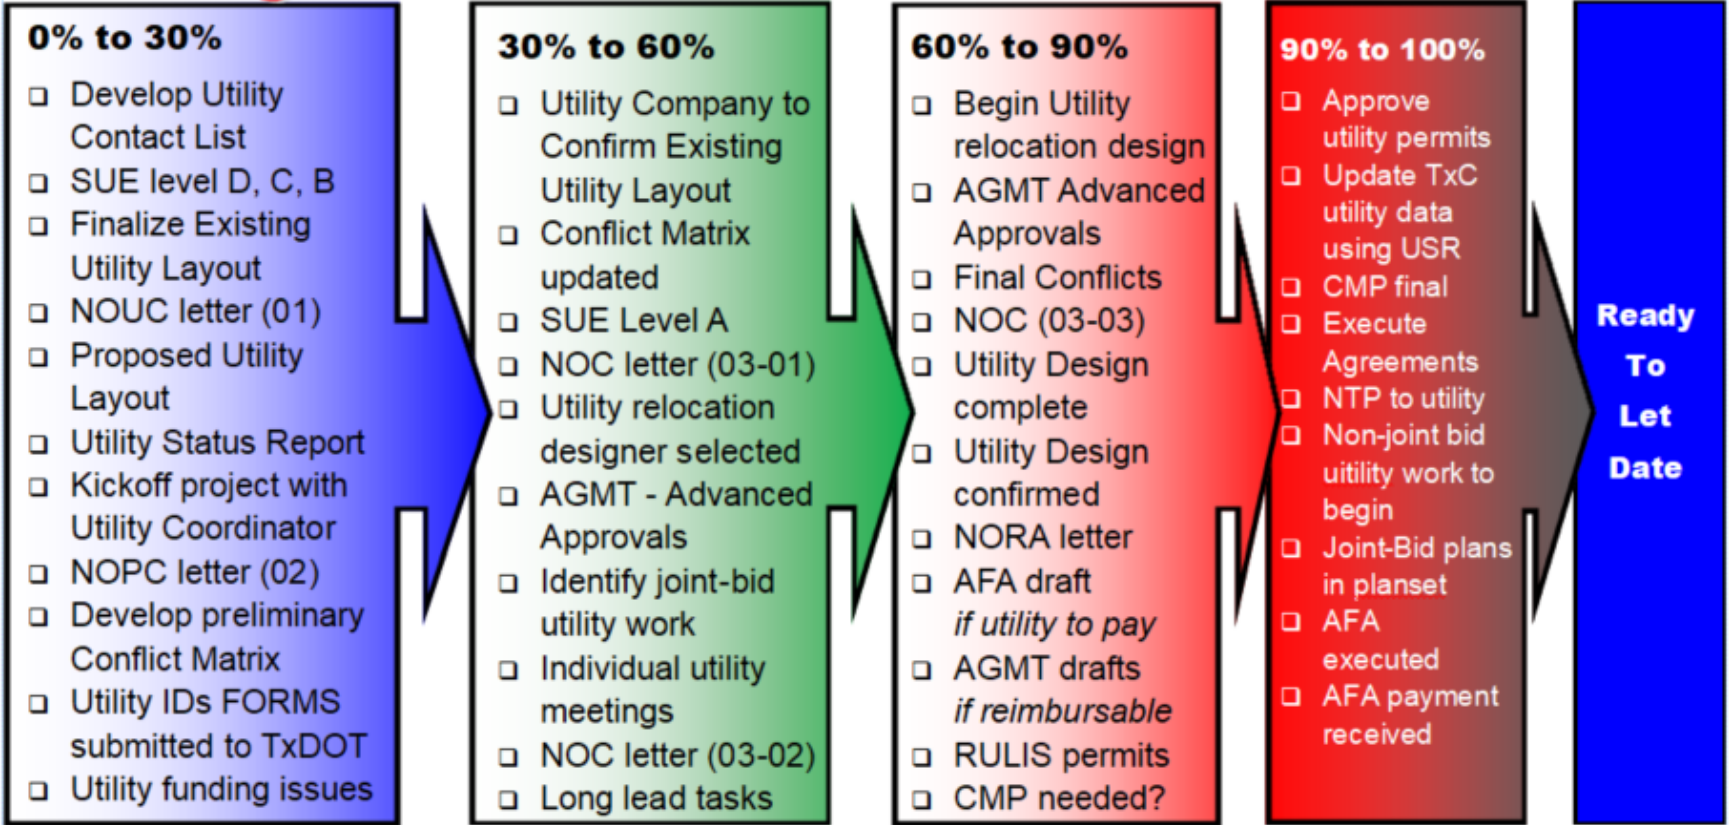 0% to 30%
❑ Develop Utility
Contact List
❑ SUE level D, C, B
❑ Finalize Existing
Utility Layout
❑ NOUC letter (01)
❑ Proposed Utility
Layout
❑ Utility Status Report
❑ Kickoff project with
Utility Coordinator
❑ NOPC letter (02)
❑ Develop preliminary
Conflict Matrix
❑ Utility IDs FORMS
submitted to TxDOT
❑ Utility funding issues
30% to 60%
❑ Utility Company to
Confirm Existing
Utility Layout
❑ Conflict Matrix
updated
❑ SUE Level A
❑ NOC letter (03-01)
❑ Utility relocation
designer selected
❑ AGMT - Advanced
Approvals
❑ Identify joint-bid
utility work
❑ Individual utility
meetings
❑ NOC letter (03-02)
❑ Long lead tasks
60% to 90%
❑ Begin Utility
relocation design
❑ AGMT Advanced
Approvals
❑ Final Conflicts
❑ NOC (03-03)
❑ Utility Design
complete
❑ Utility Design
confirmed
❑ NORA letter
❑ AFA draft
if utility to pay
❑ AGMT drafts
if reimbursable
❑ RULIS permits
❑ CMP needed?
90% to 100%
❑ Approve
utility permits
❑ Update TxC
utility data
using USR
❑ CMP final
❑ Execute
Agreements
❑ NTP to utility
❑ Non-joint bid
uitility work to
begin
❑ Joint-Bid plans
in planset
❑ AFA
executed
❑ AFA payment
received
Ready
To
Let
Date